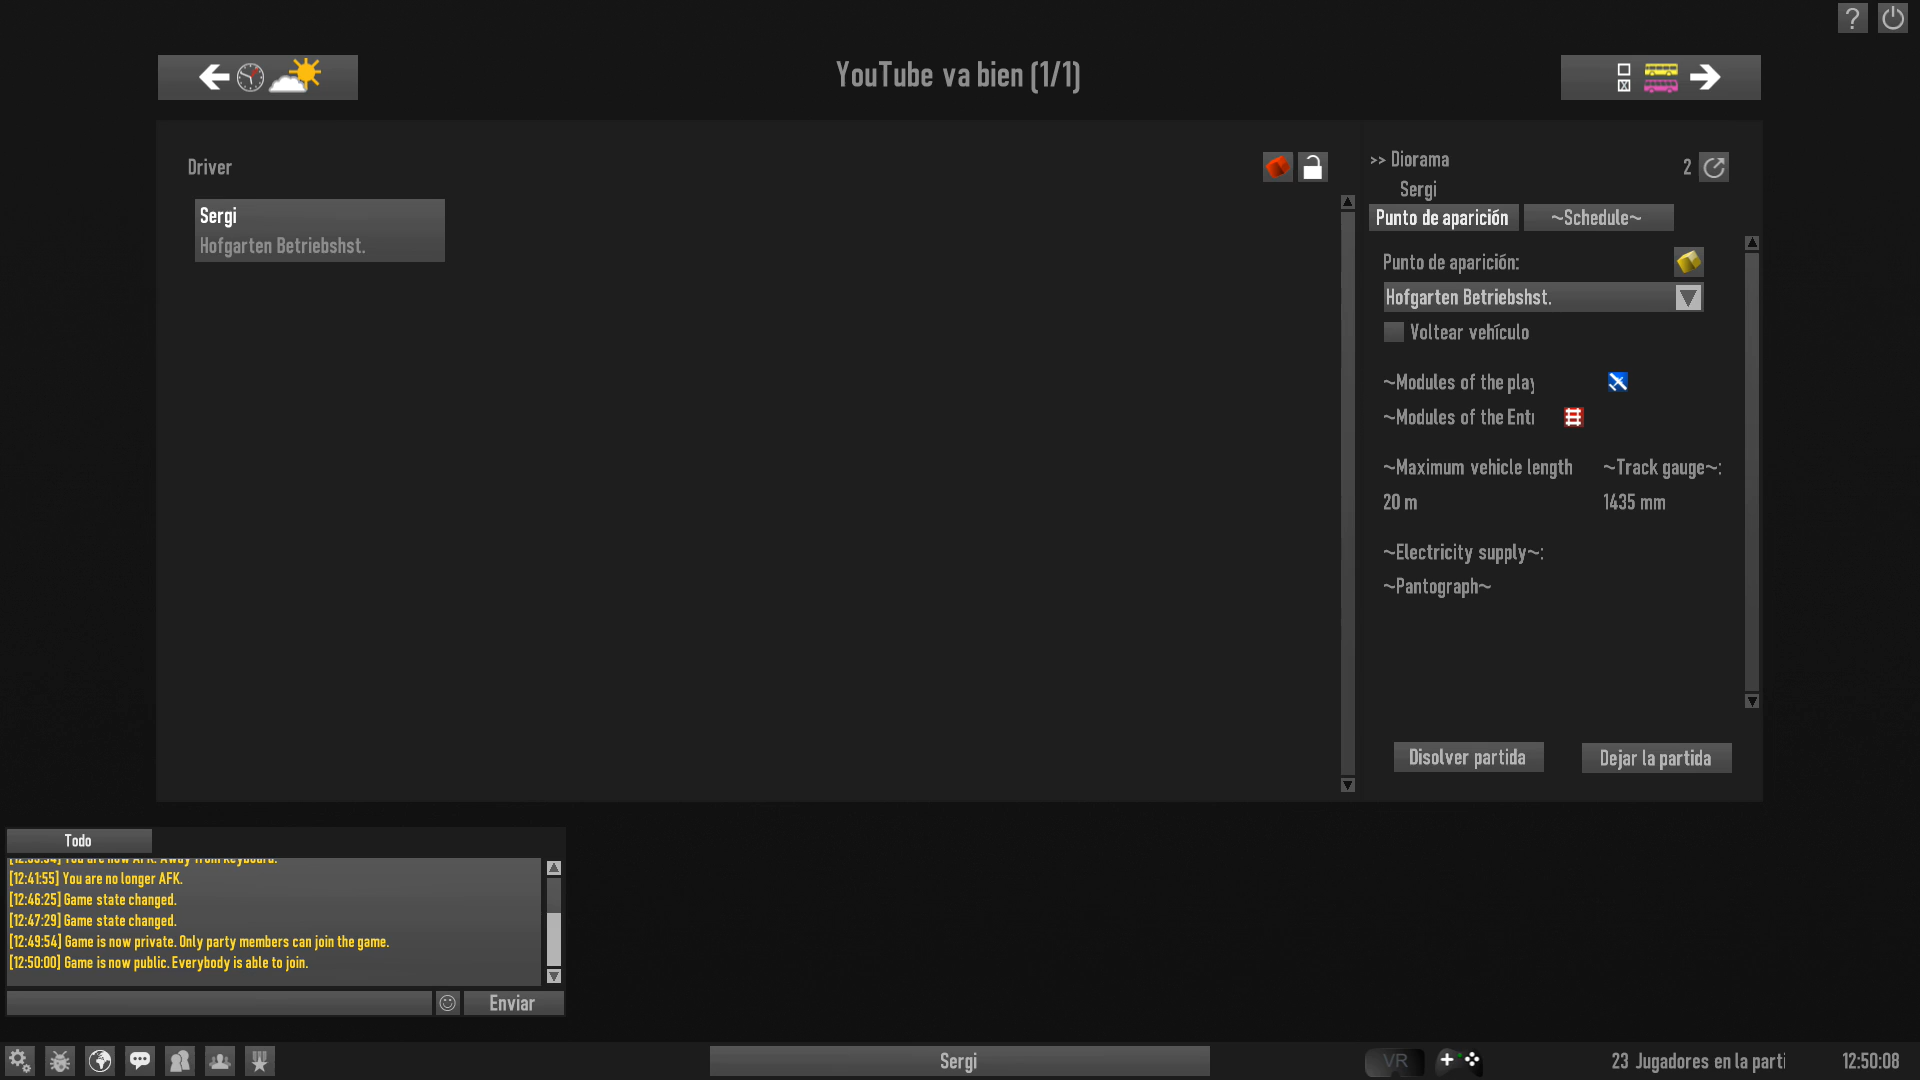 ?
YouTube va bien (1/1)
Driver
Sergi
Hofgarten Betriebshst.
>> Diorama
2
Sergi
Punto de aparición
~Schedule~
Punto de aparición:
Hofgarten Betriebshst.
Voltear vehículo
~Modules of the play
~Modules of the Entr
~Maximum vehicle length
~Track gauge~:
20 m
1435 mm
~Electricity supply~:
~Pantograph~
Disolver partida
Dejar la partida
Todo
[12:41:55] You are no longer AFK.
[12:46:25] Game state changed.
[12:47:29] Game state changed.
[12:49:54] Game is now private. Only party members can join the game.
[12:50:00] Game is now public. Everybody is able to join.
Enviar
Sergi
VR
23 Jugadores en la parti
12:50:08